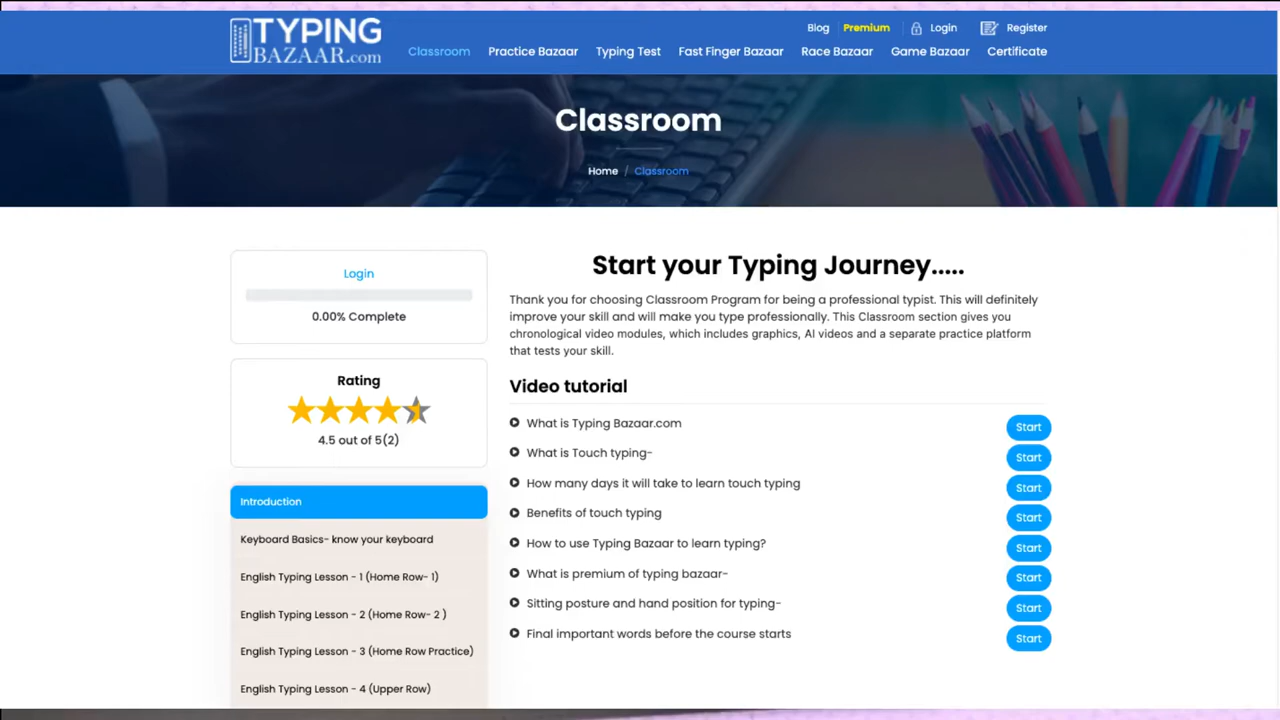 TYPING
BAZAAR.com
Blog Premium Login Register
Classroom Practice Bazaar Typing Test Fast Finger Bazaar Race Bazaar Game Bazaar Certificate
Classroom
Home / Classroom
Login
0.00% Complete
Rating
4.5 out of 5(2)
Introduction
Keyboard Basics- know your keyboard
English Typing Lesson - 1 (Home Row- 1)
English Typing Lesson - 2 (Home Row- 2 )
English Typing Lesson - 3 (Home Row Practice)
English Typing Lesson - 4 (Upper Row)
Start your Typing Journey.....
Thank you for choosing Classroom Program for being a professional typist. This will definitely
improve your skill and will make you type professionally. This Classroom section gives you
chronological video modules, which includes graphics, AI videos and a separate practice platform
that tests your skill.
Video tutorial
What is Typing Bazaar.com Start
What is Touch typing- Start
How many days it will take to learn touch typing Start
Benefits of touch typing Start
How to use Typing Bazaar to learn typing? Start
What is premium of typing bazaar- Start
Sitting posture and hand position for typing- Start
Final important words before the course starts Start